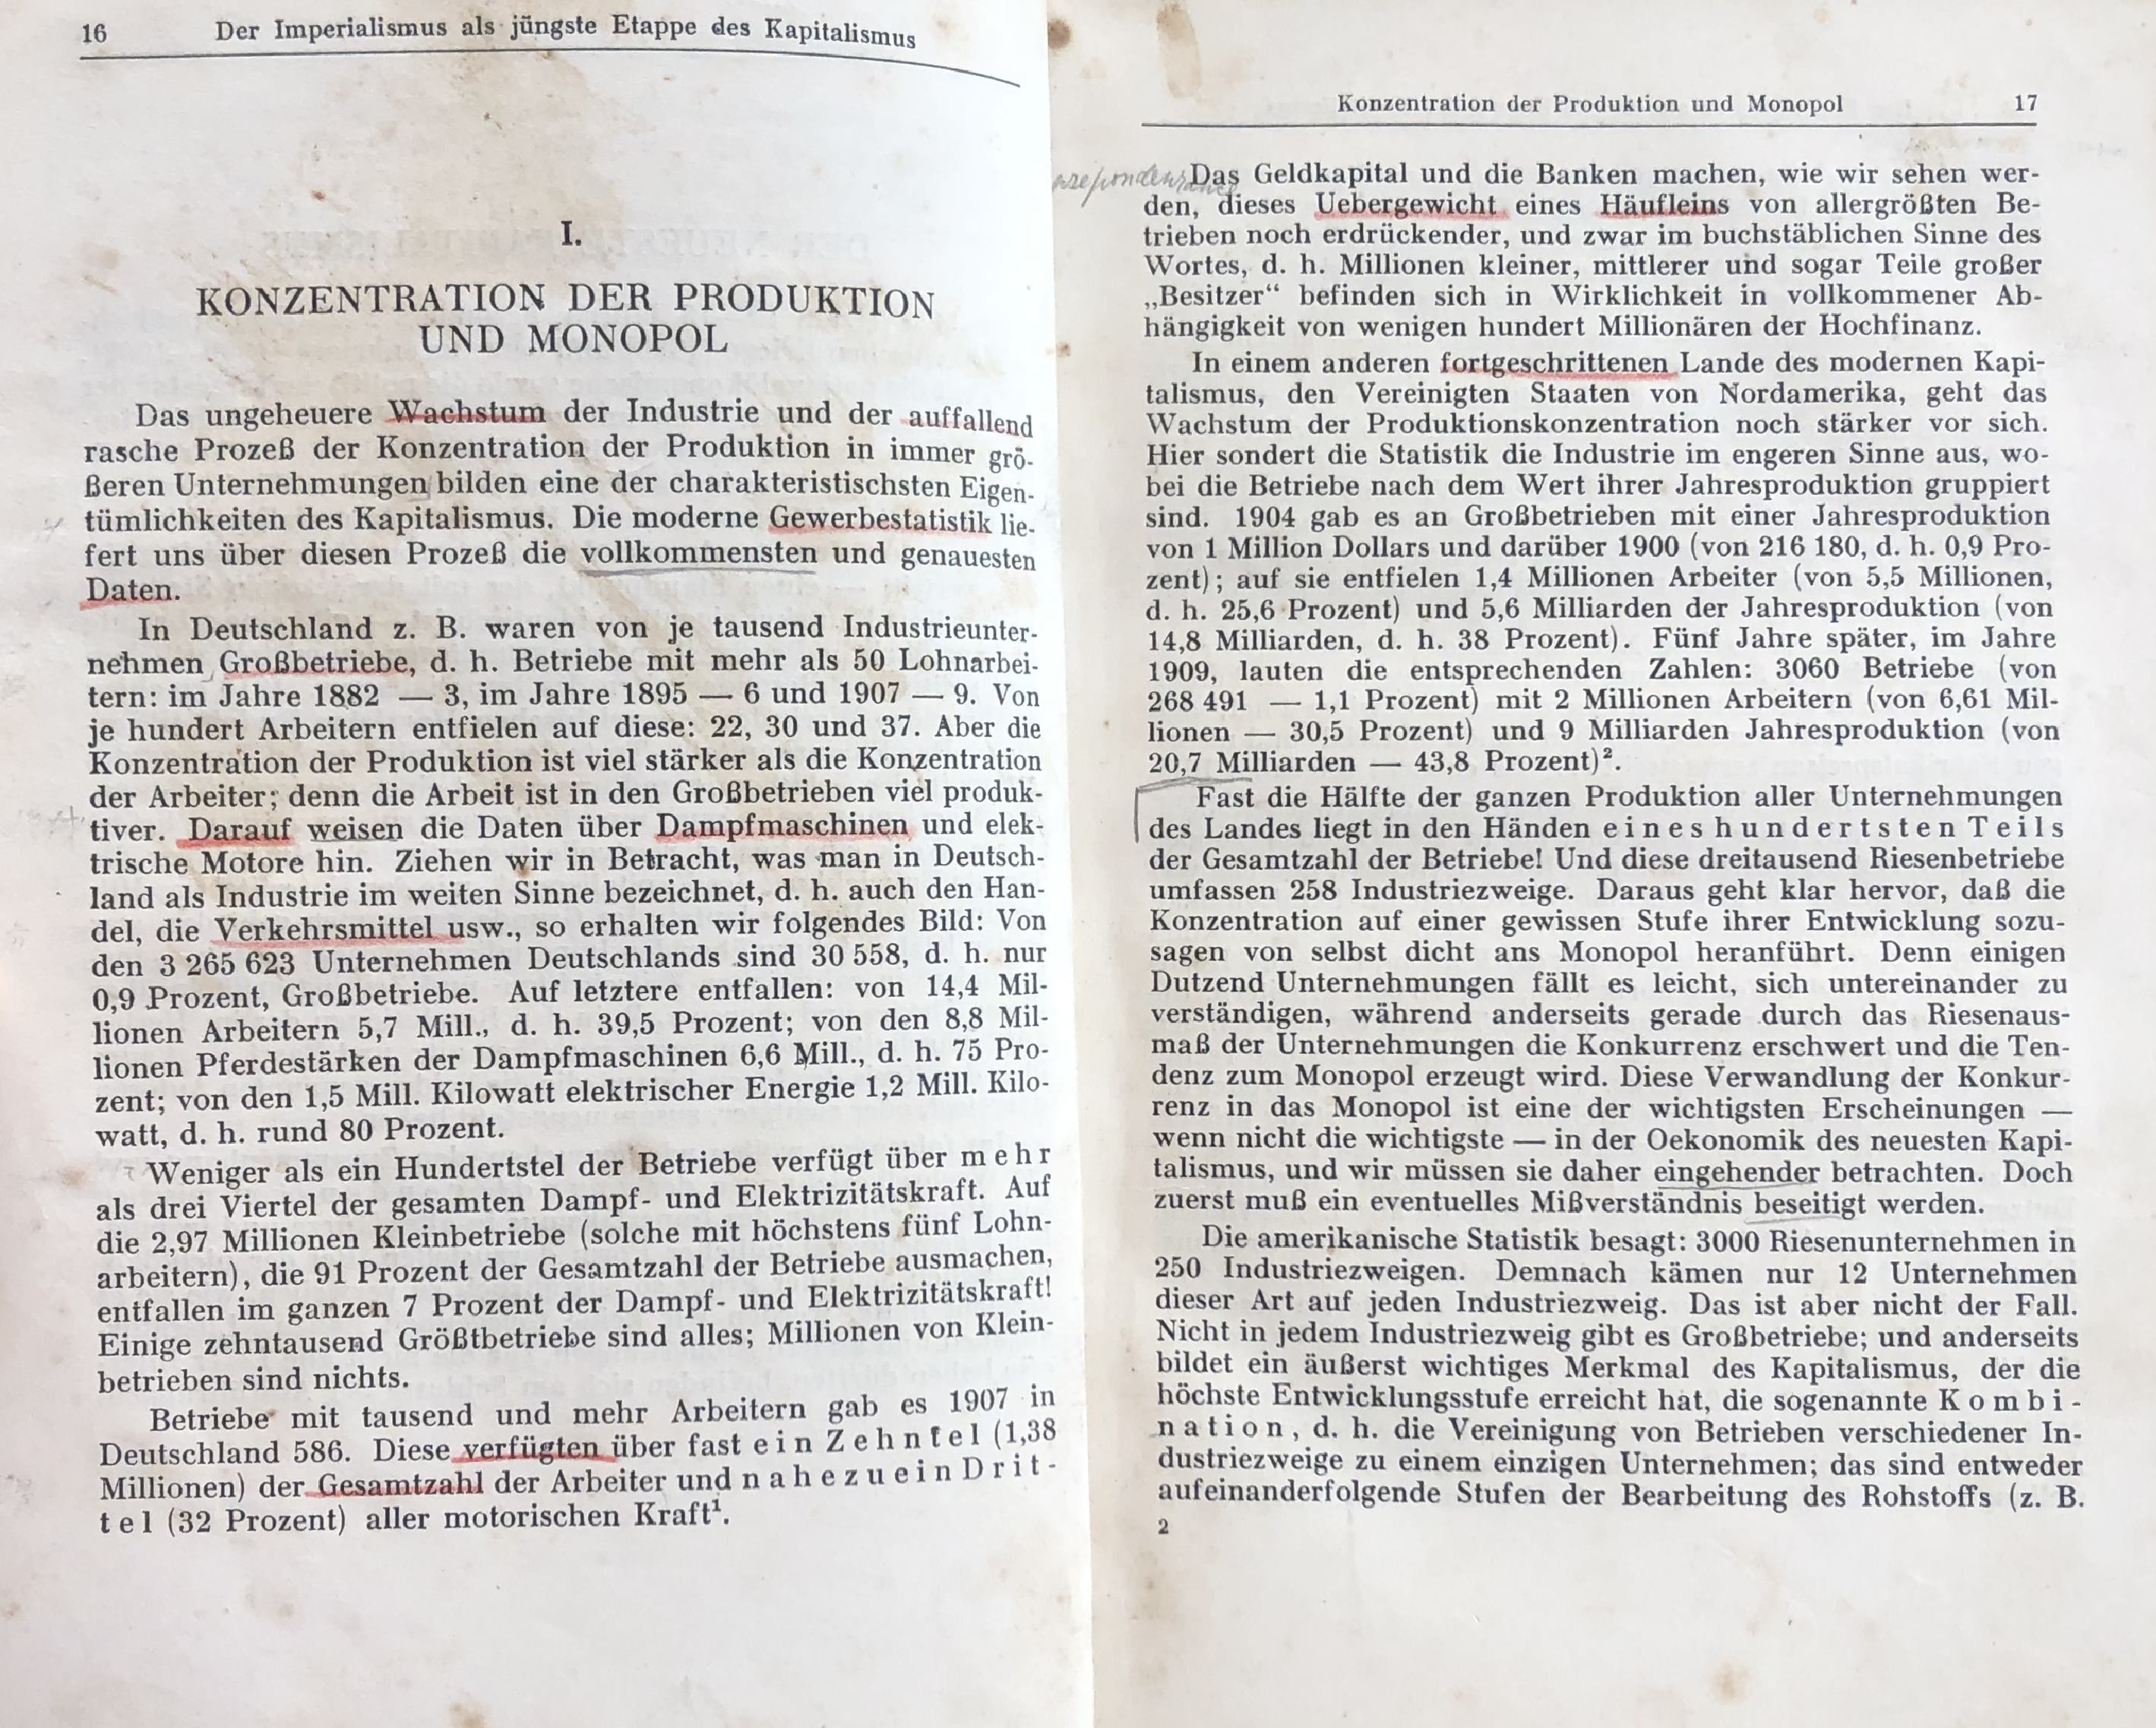 16 Der Imperialismus als jüngste Etappe des Kapitalismus
I.
KONZENTRATION DER PRODUKTION
UND MONOPOL
Das ungeheuere Wachstum der Industrie und der auffallend
rasche Prozeß der Konzentration der Produktion in immer grö-
ßeren Unternehmungen bilden eine der charakteristischsten Eigen-
tümlichkeiten des Kapitalismus. Die moderne Gewerbestatistik lie-
fert uns über diesen Prozeß die vollkommensten und genauesten
Daten.
In Deutschland z. B. waren von je tausend Industrieunter-
nehmen Großbetriebe, d. h. Betriebe mit mehr als 50 Lohnarbei-
tern: im Jahre 1882 — 3, im Jahre 1895 — 6 und 1907 — 9. Von
je hundert Arbeitern entfielen auf diese: 22, 30 und 37. Aber die
Konzentration der Produktion ist viel stärker als die Konzentration
der Arbeiter; denn die Arbeit ist in den Großbetrieben viel produk-
tiver. Darauf weisen die Daten über Dampfmaschinen und elek-
trische Motore hin. Ziehen wir in Betracht, was man in Deutsch-
land als Industrie im weiten Sinne bezeichnet, d. h. auch den Han-
del, die Verkehrsmittel usw., so erhalten wir folgendes Bild: Von
den 3 265 623 Unternehmen Deutschlands sind 30 558, d. h. nur
0,9 Prozent, Großbetriebe. Auf letztere entfallen: von 14,4 Mil-
lionen Arbeitern 5,7 Mill., d. h. 39,5 Prozent; von den 8,8 Mil-
lionen Pferdestärken der Dampfmaschinen 6,6 Mill., d. h. 75 Pro-
zent; von den 1,5 Mill. Kilowatt elektrischer Energie 1,2 Mill. Kilo-
watt, d. h. rund 80 Prozent.
Weniger als ein Hundertstel der Betriebe verfügt über mehr
als drei Viertel der gesamten Dampf- und Elektrizitätskraft. Auf
die 2,97 Millionen Kleinbetriebe (solche mit höchstens fünf Lohn-
arbeitern), die 91 Prozent der Gesamtzahl der Betriebe ausmachen,
entfallen im ganzen 7 Prozent der Dampf- und Elektrizitätskraft!
Einige zehntausend Größtbetriebe sind alles; Millionen von Klein-
betrieben sind nichts.
Betriebe mit tausend und mehr Arbeitern gab es 1907 in
Deutschland 586. Diese verfügten über fast ein Zehntel (1,38
Millionen) der Gesamtzahl der Arbeiter und nahezu ein Drit-
tel (32 Prozent) aller motorischen Kraft¹.
Konzentration der Produktion und Monopol 17
Das Geldkapital und die Banken machen, wie wir sehen wer-
den, dieses Uebergewicht eines Häufleins von allergrößten Be-
trieben noch erdrückender, und zwar im buchstäblichen Sinne des
Wortes, d. h. Millionen kleiner, mittlerer und sogar Teile großer
„Besitzer“ befinden sich in Wirklichkeit in vollkommener Ab-
hängigkeit von wenigen hundert Millionären der Hochfinanz.
In einem anderen fortgeschrittenen Lande des modernen Kapi-
talismus, den Vereinigten Staaten von Nordamerika, geht das
Wachstum der Produktionskonzentration noch stärker vor sich.
Hier sondert die Statistik die Industrie im engeren Sinne aus, wo-
bei die Betriebe nach dem Wert ihrer Jahresproduktion gruppiert
sind. 1904 gab es an Großbetrieben mit einer Jahresproduktion
von 1 Million Dollars und darüber 1900 (von 216 180, d. h. 0,9 Pro-
zent); auf sie entfielen 1,4 Millionen Arbeiter (von 5,5 Millionen,
d. h. 25,6 Prozent) und 5,6 Milliarden der Jahresproduktion (von
14,8 Milliarden, d. h. 38 Prozent). Fünf Jahre später, im Jahre
1909, lauten die entsprechenden Zahlen: 3060 Betriebe (von
268 491 — 1,1 Prozent) mit 2 Millionen Arbeitern (von 6,61 Mil-
lionen — 30,5 Prozent) und 9 Milliarden Jahresproduktion (von
20,7 Milliarden — 43,8 Prozent)².
Fast die Hälfte der ganzen Produktion aller Unternehmungen
des Landes liegt in den Händen eines hundertsten Teils
der Gesamtzahl der Betriebe! Und diese dreitausend Riesenbetriebe
umfassen 258 Industriezweige. Daraus geht klar hervor, daß die
Konzentration auf einer gewissen Stufe ihrer Entwicklung sozu-
sagen von selbst dicht ans Monopol heranführt. Denn einigen
Dutzend Unternehmungen fällt es leicht, sich untereinander zu
verständigen, während anderseits gerade durch das Riesenaus-
maß der Unternehmungen die Konkurrenz erschwert und die Ten-
denz zum Monopol erzeugt wird. Diese Verwandlung der Konkur-
renz in das Monopol ist eine der wichtigsten Erscheinungen —
wenn nicht die wichtigste — in der Oekonomik des neuesten Kapi-
talismus, und wir müssen sie daher eingehender betrachten. Doch
zuerst muß ein eventuelles Mißverständnis beseitigt werden.
Die amerikanische Statistik besagt: 3000 Riesenunternehmen in
250 Industriezweigen. Demnach kämen nur 12 Unternehmen
dieser Art auf jeden Industriezweig. Das ist aber nicht der Fall.
Nicht in jedem Industriezweig gibt es Großbetriebe; und anderseits
bildet ein äußerst wichtiges Merkmal des Kapitalismus, der die
höchste Entwicklungsstufe erreicht hat, die sogenannte Kombi-
nation, d. h. die Vereinigung von Betrieben verschiedener In-
dustriezweige zu einem einzigen Unternehmen; das sind entweder
aufeinanderfolgende Stufen der Bearbeitung des Rohstoffs (z. B.
2